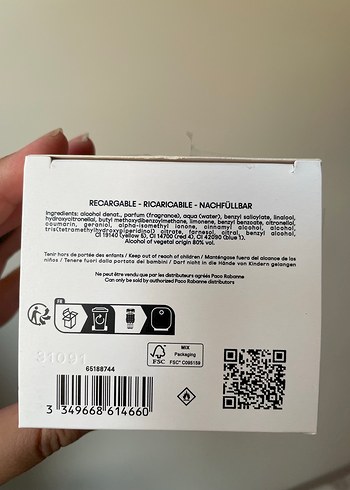 RECARGABLE - RICARICABILE - NACHFÜLLBAR
Ingredients: alcohol denat., parfum (fragrance), aqua (water), benzyl salicylate, linalool,
hydroxycitronellal, butyl methoxydibenzoylmethane, limonene, benzyl benzoate, citronellol,
coumarin, geraniol, alpha-isomethyl ionone, cinnamyl alcohol, alcohol,
tris(tetramethylhydroxypiperidinol) citrate, farnesol, citral, benzyl alcohol,
CI 19140 (yellow 5), CI 14700 (red 4), CI 42090 (blue 1).
Alcohol of vegetal origin 80% vol.
Tenir hors de portée des enfants / Keep out of reach of children / Manténgase fuera del alcance de los
niños / Tenere fuori dalla portata dei bambini / Darf nicht in die Hände von Kindern gelangen
Ne peut être vendu que par les distributeurs agréés Paco Rabanne
Can only be sold by authorized Paco Rabanne distributors
FR
31091
MIX
Packaging
FSC
FSC® C095159
65188744
3 349668 614660